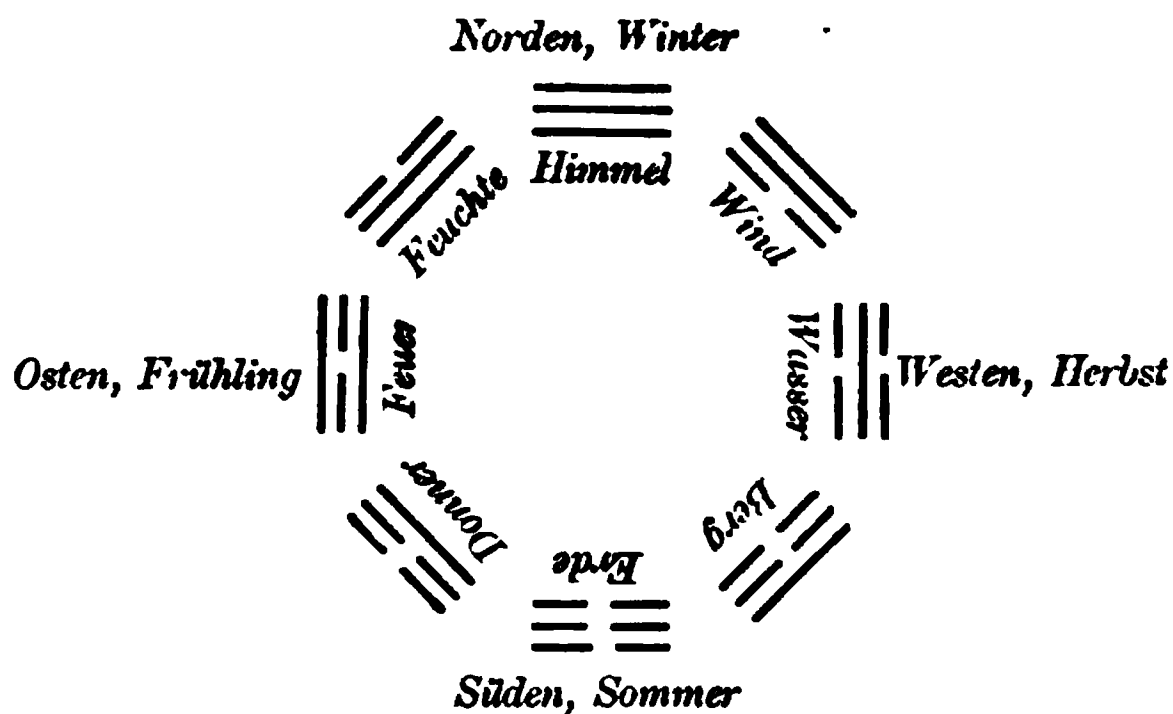 Norden, Winter
Himmel
Feuchte
Wind
Osten, Frühling
Feuer
Wasser
Westen, Herbst
Donner
Berg
Erde
Süden, Sommer